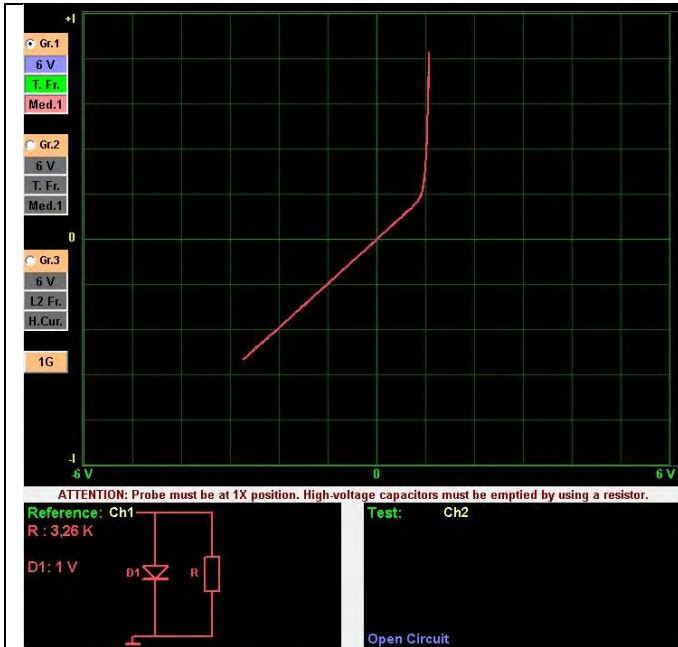 +I
Gr.1
6 V
T. Fr.
Med.1
Gr.2
6 V
T. Fr.
Med.1
0
Gr.3
6 V
L2 Fr.
H.Cur.
1G
-I
-6 V 0 6 V
ATTENTION: Probe must be at 1X position. High-voltage capacitors must be emptied by using a resistor.
Reference: Ch1
R : 3,26 K
D1: 1 V
D1 R
Test: Ch2
Open Circuit